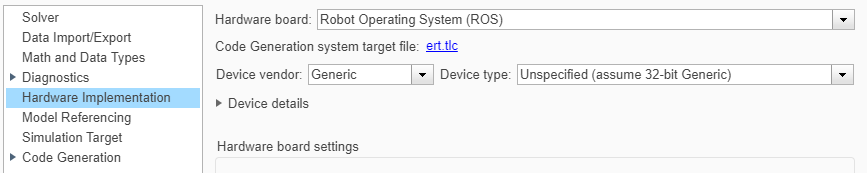 Solver
Data Import/Export
Math and Data Types
Diagnostics
Hardware Implementation
Model Referencing
Simulation Target
Code Generation
Hardware board: Robot Operating System (ROS)
Code Generation system target file: ert.tlc
Device vendor: Generic Device type: Unspecified (assume 32-bit Generic)
Device details
Hardware board settings